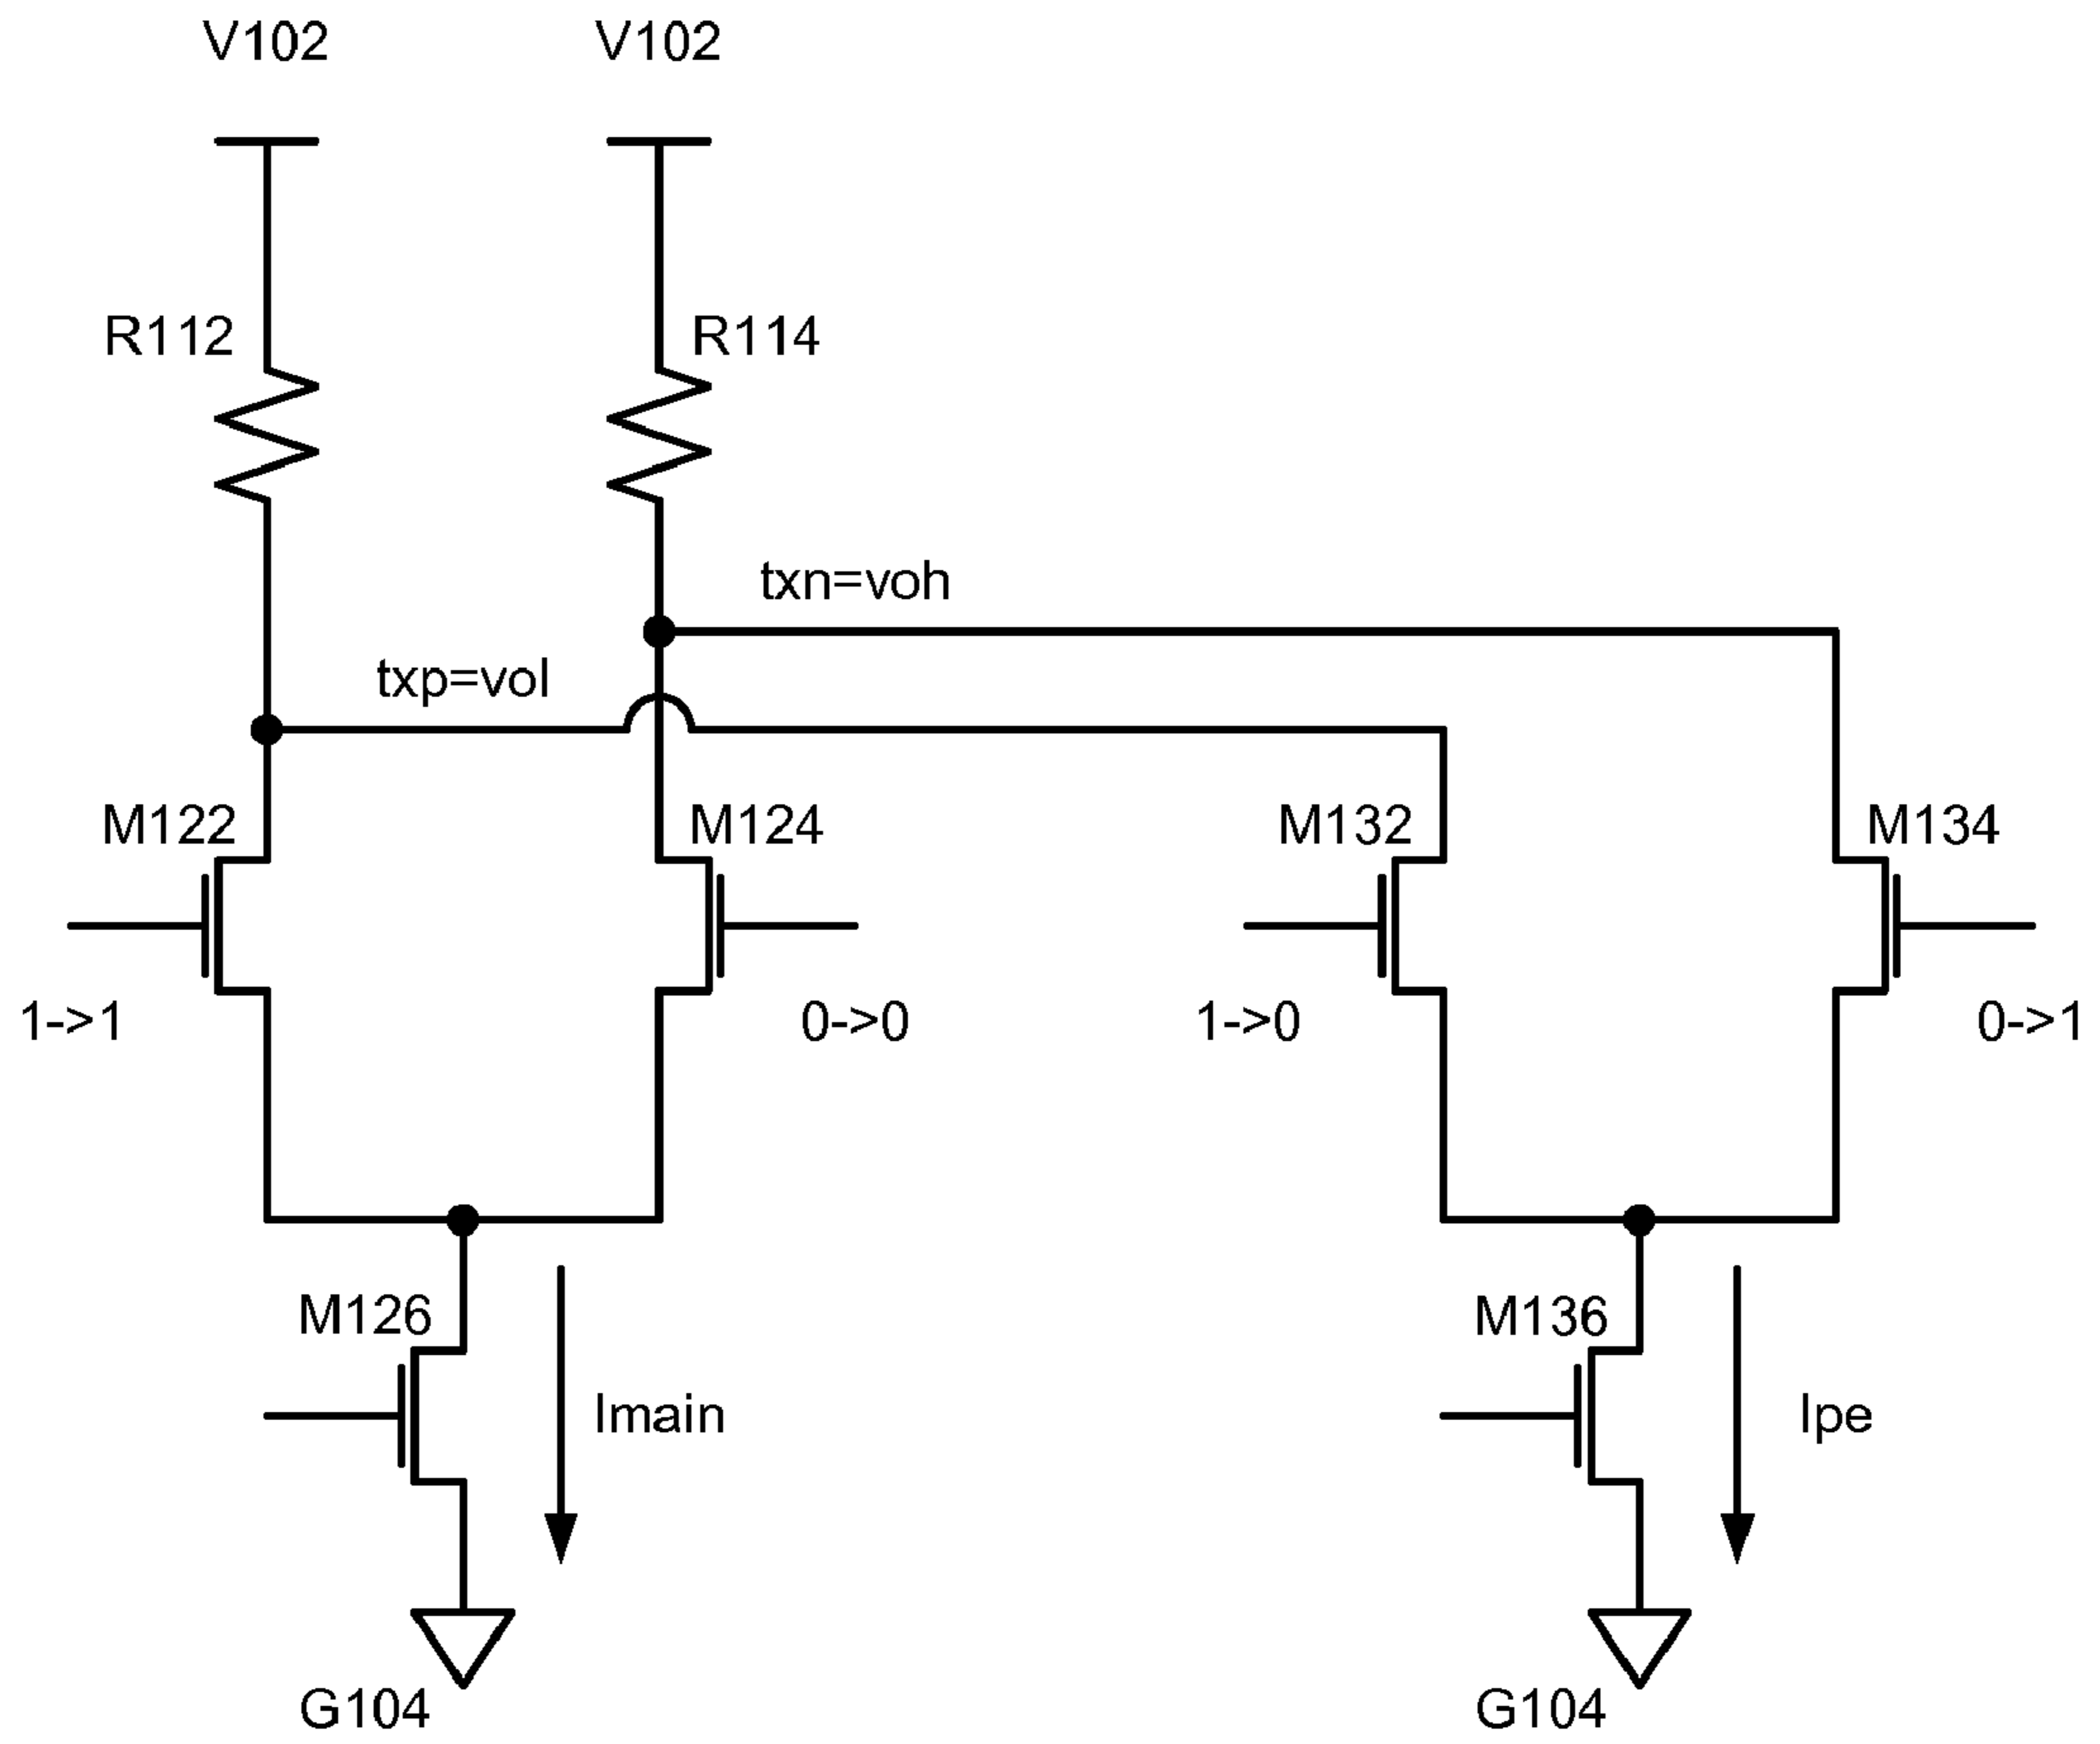 V102
V102
R112
R114
txn=voh
txp=vol
M122
M124
M132
M134
1->1
0->0
1->0
0->1
M126
M136
Imain
Ipe
G104
G104